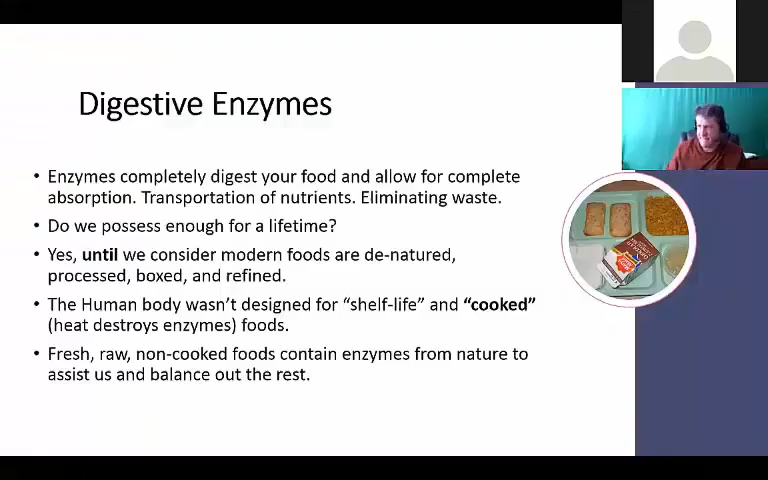 Digestive Enzymes
• Enzymes completely digest your food and allow for complete
absorption. Transportation of nutrients. Eliminating waste.
• Do we possess enough for a lifetime?
• Yes, until we consider modern foods are de-natured,
processed, boxed, and refined.
• The Human body wasn’t designed for “shelf-life” and “cooked”
(heat destroys enzymes) foods.
• Fresh, raw, non-cooked foods contain enzymes from nature to
assist us and balance out the rest.